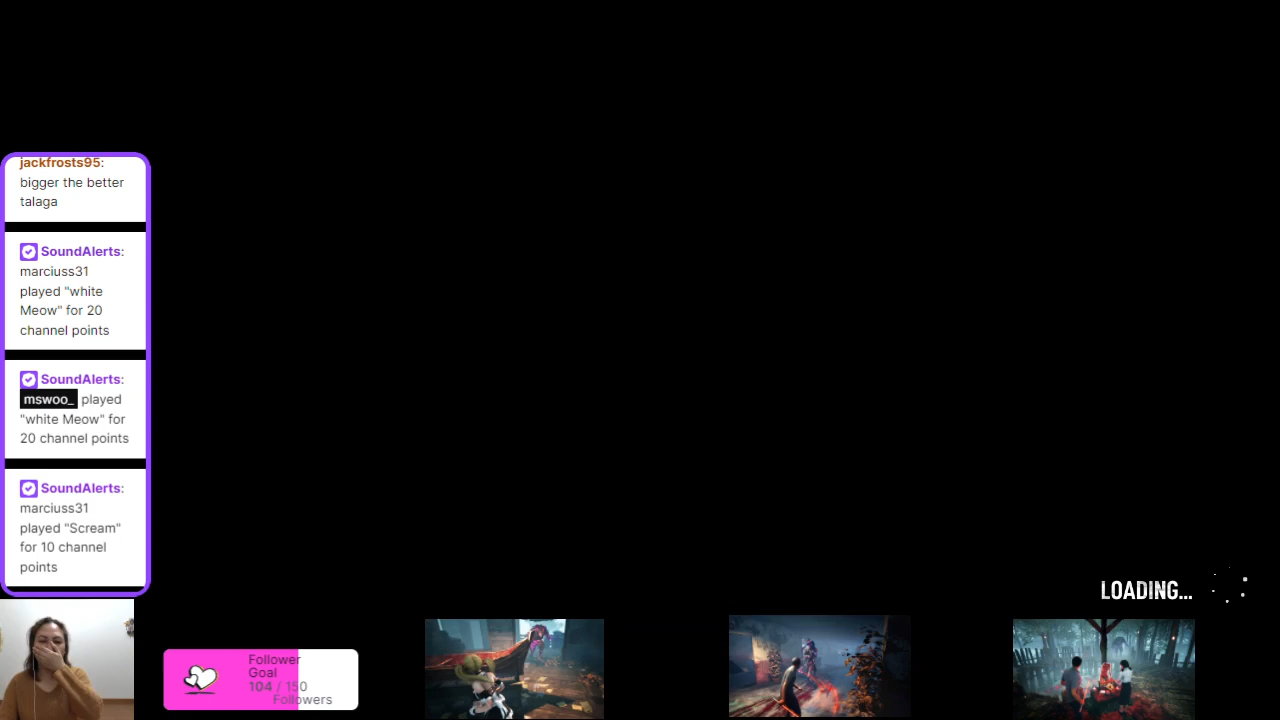 jackfrosts95:
bigger the better
talaga
SoundAlerts:
marciuss31
played "white
Meow" for 20
channel points
SoundAlerts:
mswoo_ played
"white Meow" for
20 channel points
SoundAlerts:
marciuss31
played "Scream"
for 10 channel
points
LOADING...
Follower
Goal
104 / 150
Followers